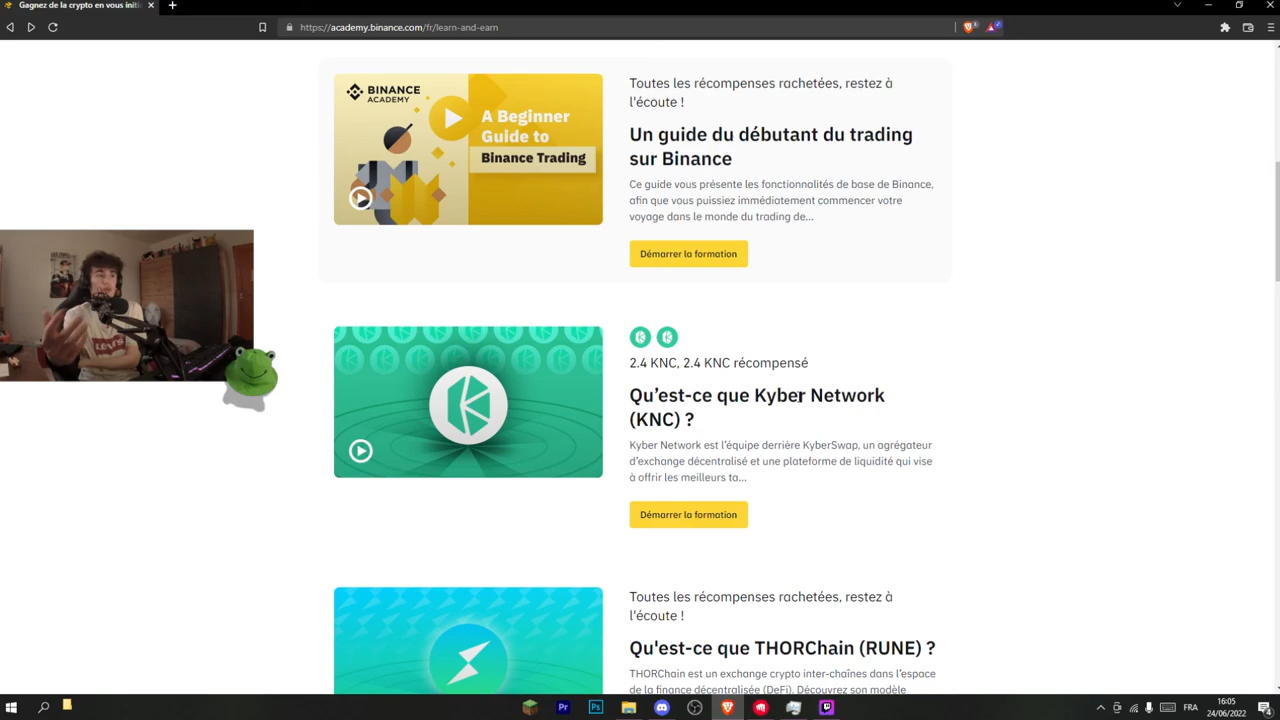 Gagnez de la crypto en vous initi
https://academy.binance.com/fr/learn-and-earn
BINANCE
ACADEMY
A Beginner
Guide to
Binance Trading
Toutes les récompenses rachetées, restez à
l'écoute !
Un guide du débutant du trading
sur Binance
Ce guide vous présente les fonctionnalités de base de Binance,
afin que vous puissiez immédiatement commencer votre
voyage dans le monde du trading de...
Démarrer la formation
2.4 KNC, 2.4 KNC récompensé
Qu’est-ce que Kyber Network
(KNC) ?
Kyber Network est l’équipe derrière KyberSwap, un agrégateur
d’exchange décentralisé et une plateforme de liquidité qui vise
à offrir les meilleurs ta...
Démarrer la formation
Toutes les récompenses rachetées, restez à
l'écoute !
Qu'est-ce que THORChain (RUNE) ?
THORChain est un exchange crypto inter-chaînes dans l’espace
de la finance décentralisée (DeFi). Découvrez son modèle
Pr
Ps
FRA
16:05
24/06/2022